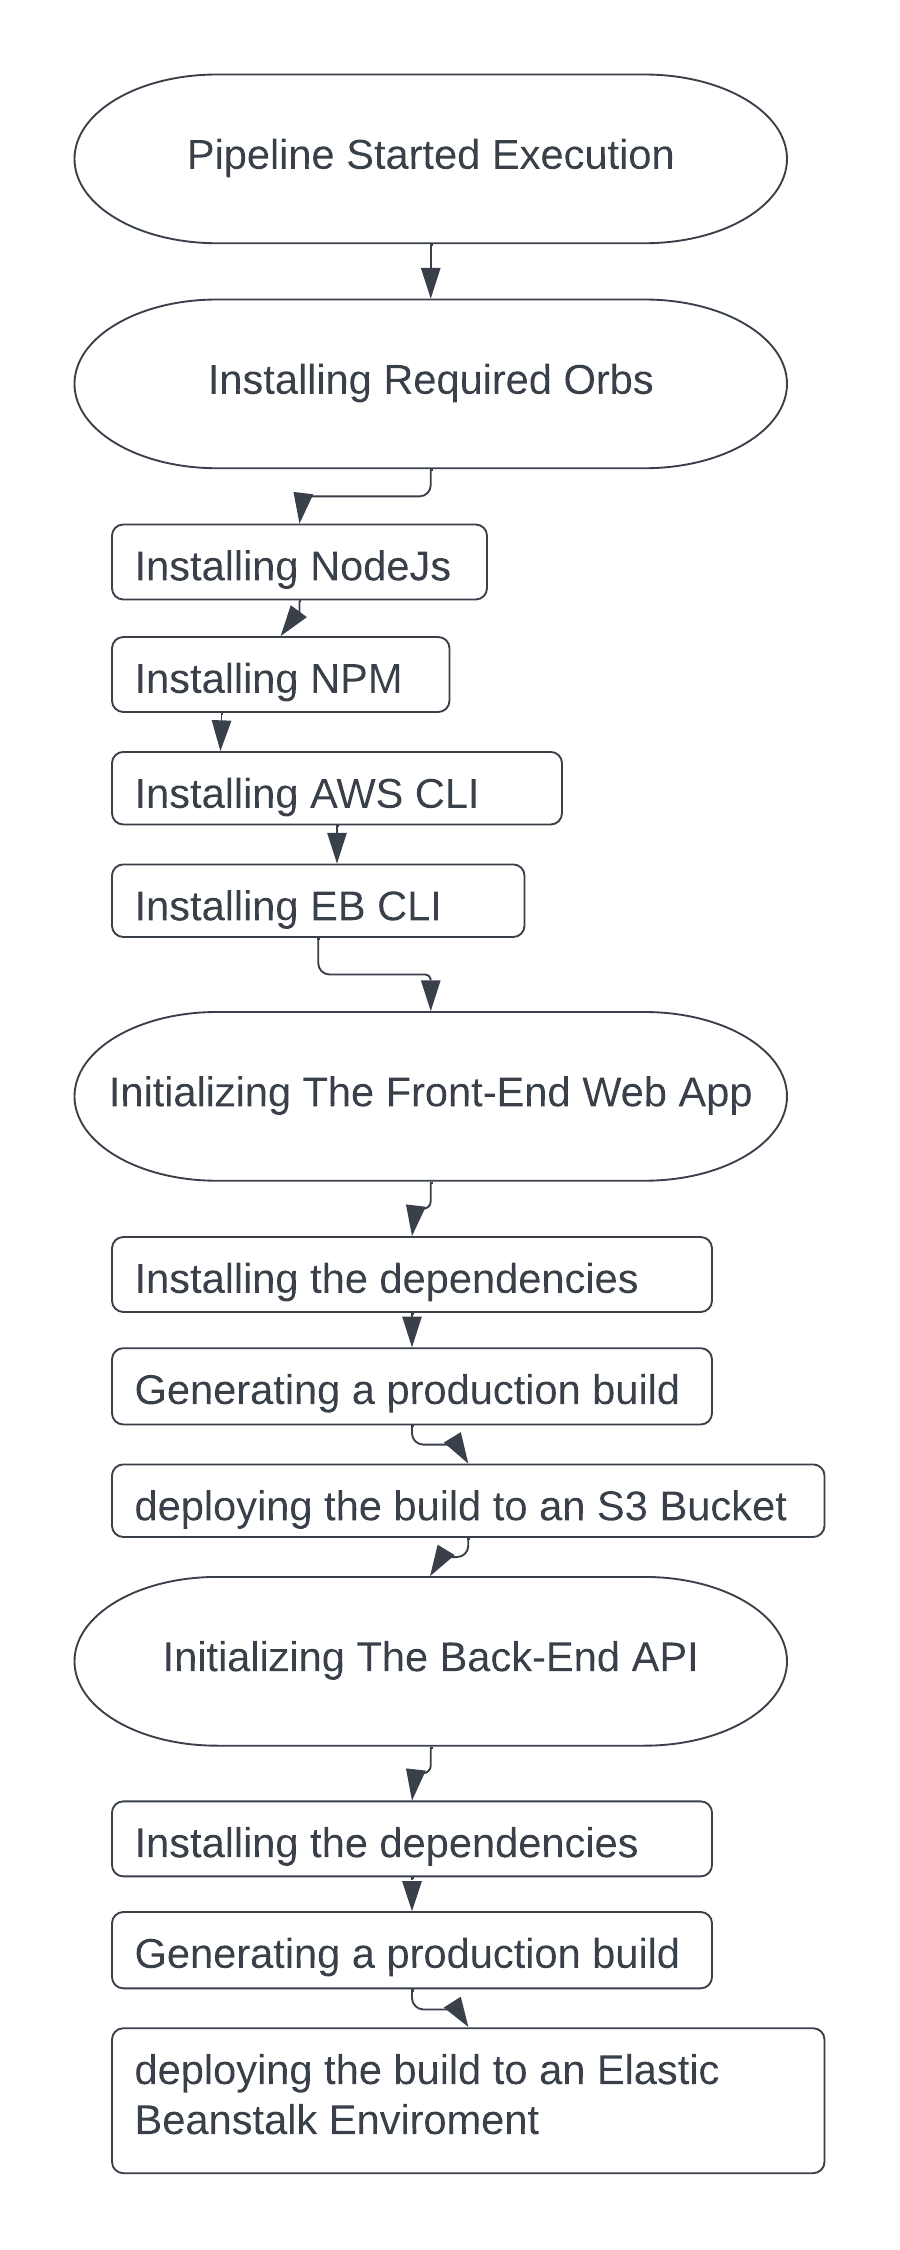 Pipeline Started Execution
Installing Required Orbs
Installing NodeJs
Installing NPM
Installing AWS CLI
Installing EB CLI
Initializing The Front-End Web App
Installing the dependencies
Generating a production build
deploying the build to an S3 Bucket
Initializing The Back-End API
Installing the dependencies
Generating a production build
deploying the build to an Elastic
Beanstalk Enviroment